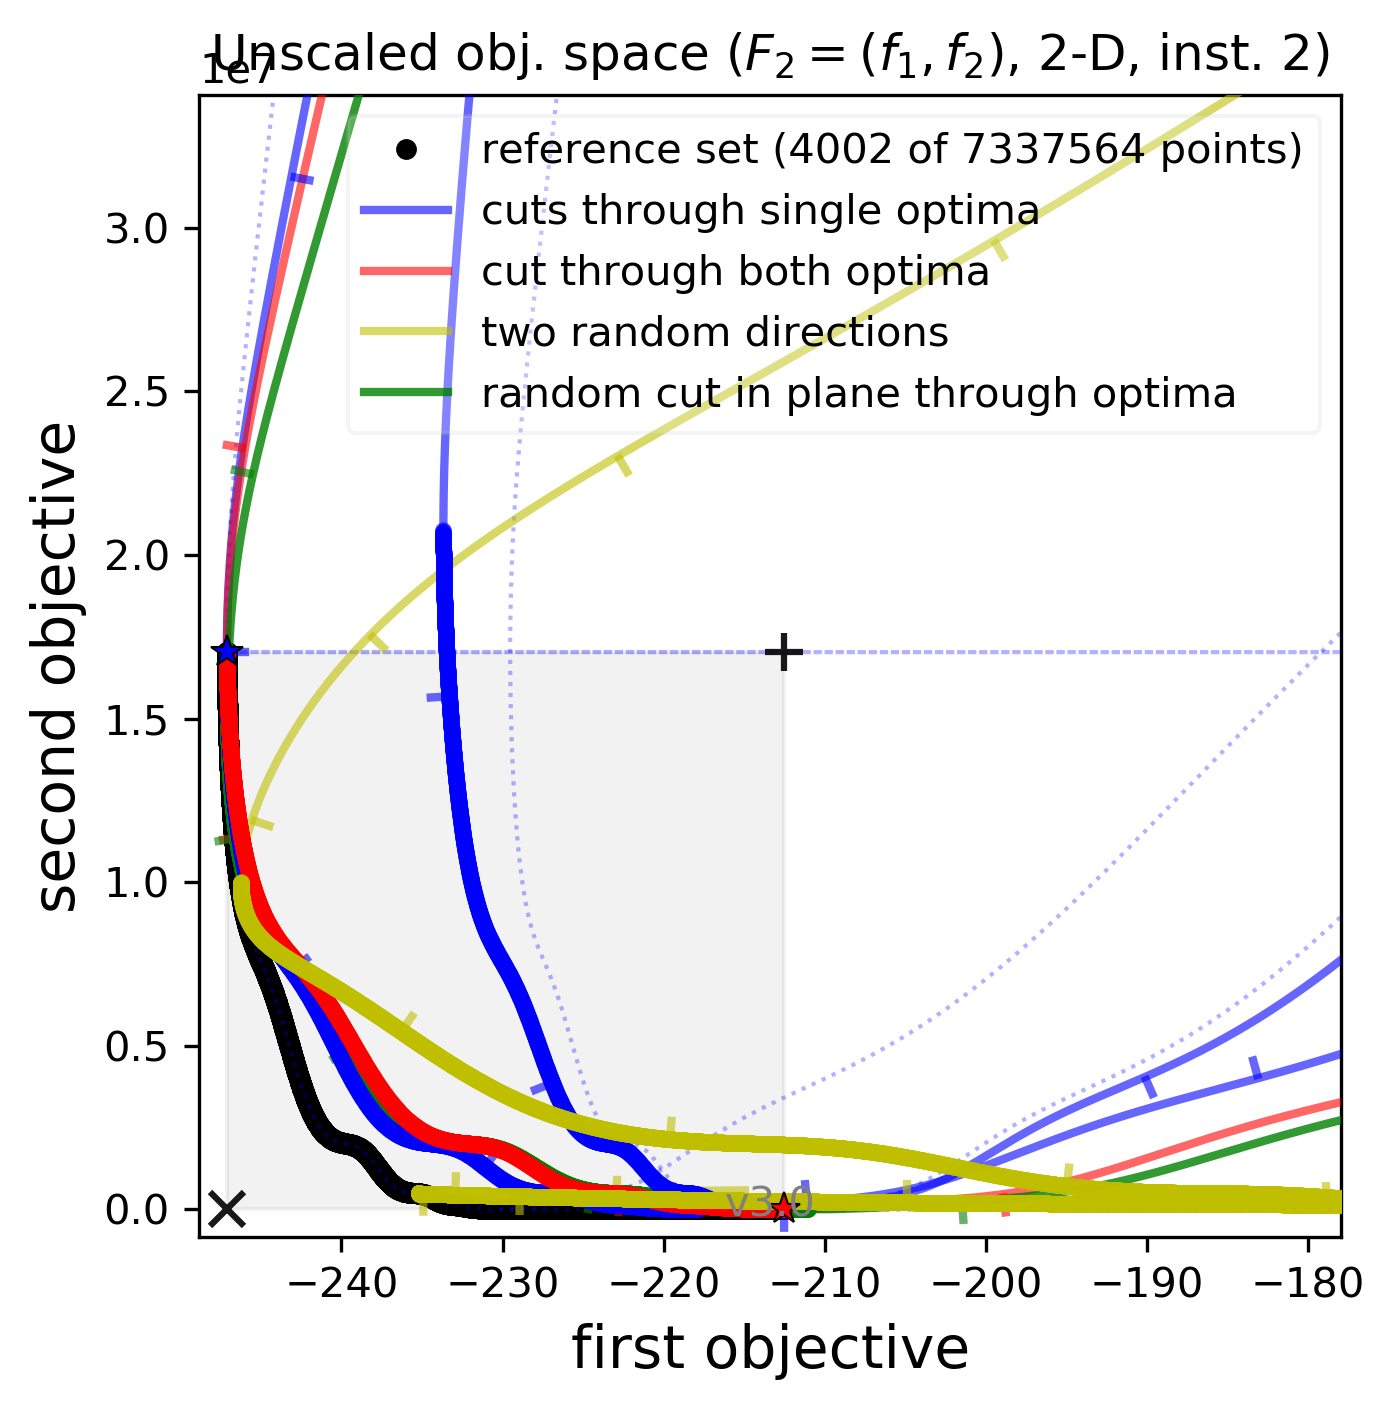 Unscaled obj. space (F₂ = (f₁, f₂), 2-D, inst. 2)
1e7
reference set (4002 of 7337564 points)
cuts through single optima
cut through both optima
two random directions
random cut in plane through optima
3.0
2.5
2.0
1.5
1.0
0.5
0.0
second objective
v3.0
−240
−230
−220
−210
−200
−190
−180
first objective